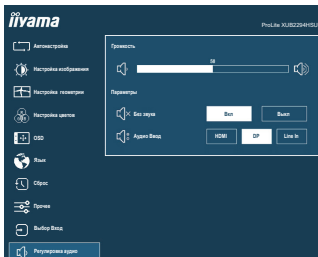 iiyama
ProLite XUB2294HSU
Автонастройка
Настройка изображения
Настройка геометрии
Настройка цветов
OSD
Язык
Сброс
Прочее
Выбор Входа
Регулировка аудио
Громкость
50
Параметры
Без звука
Вкл
Выкл
Аудио Вход
HDMI
DP
Line In